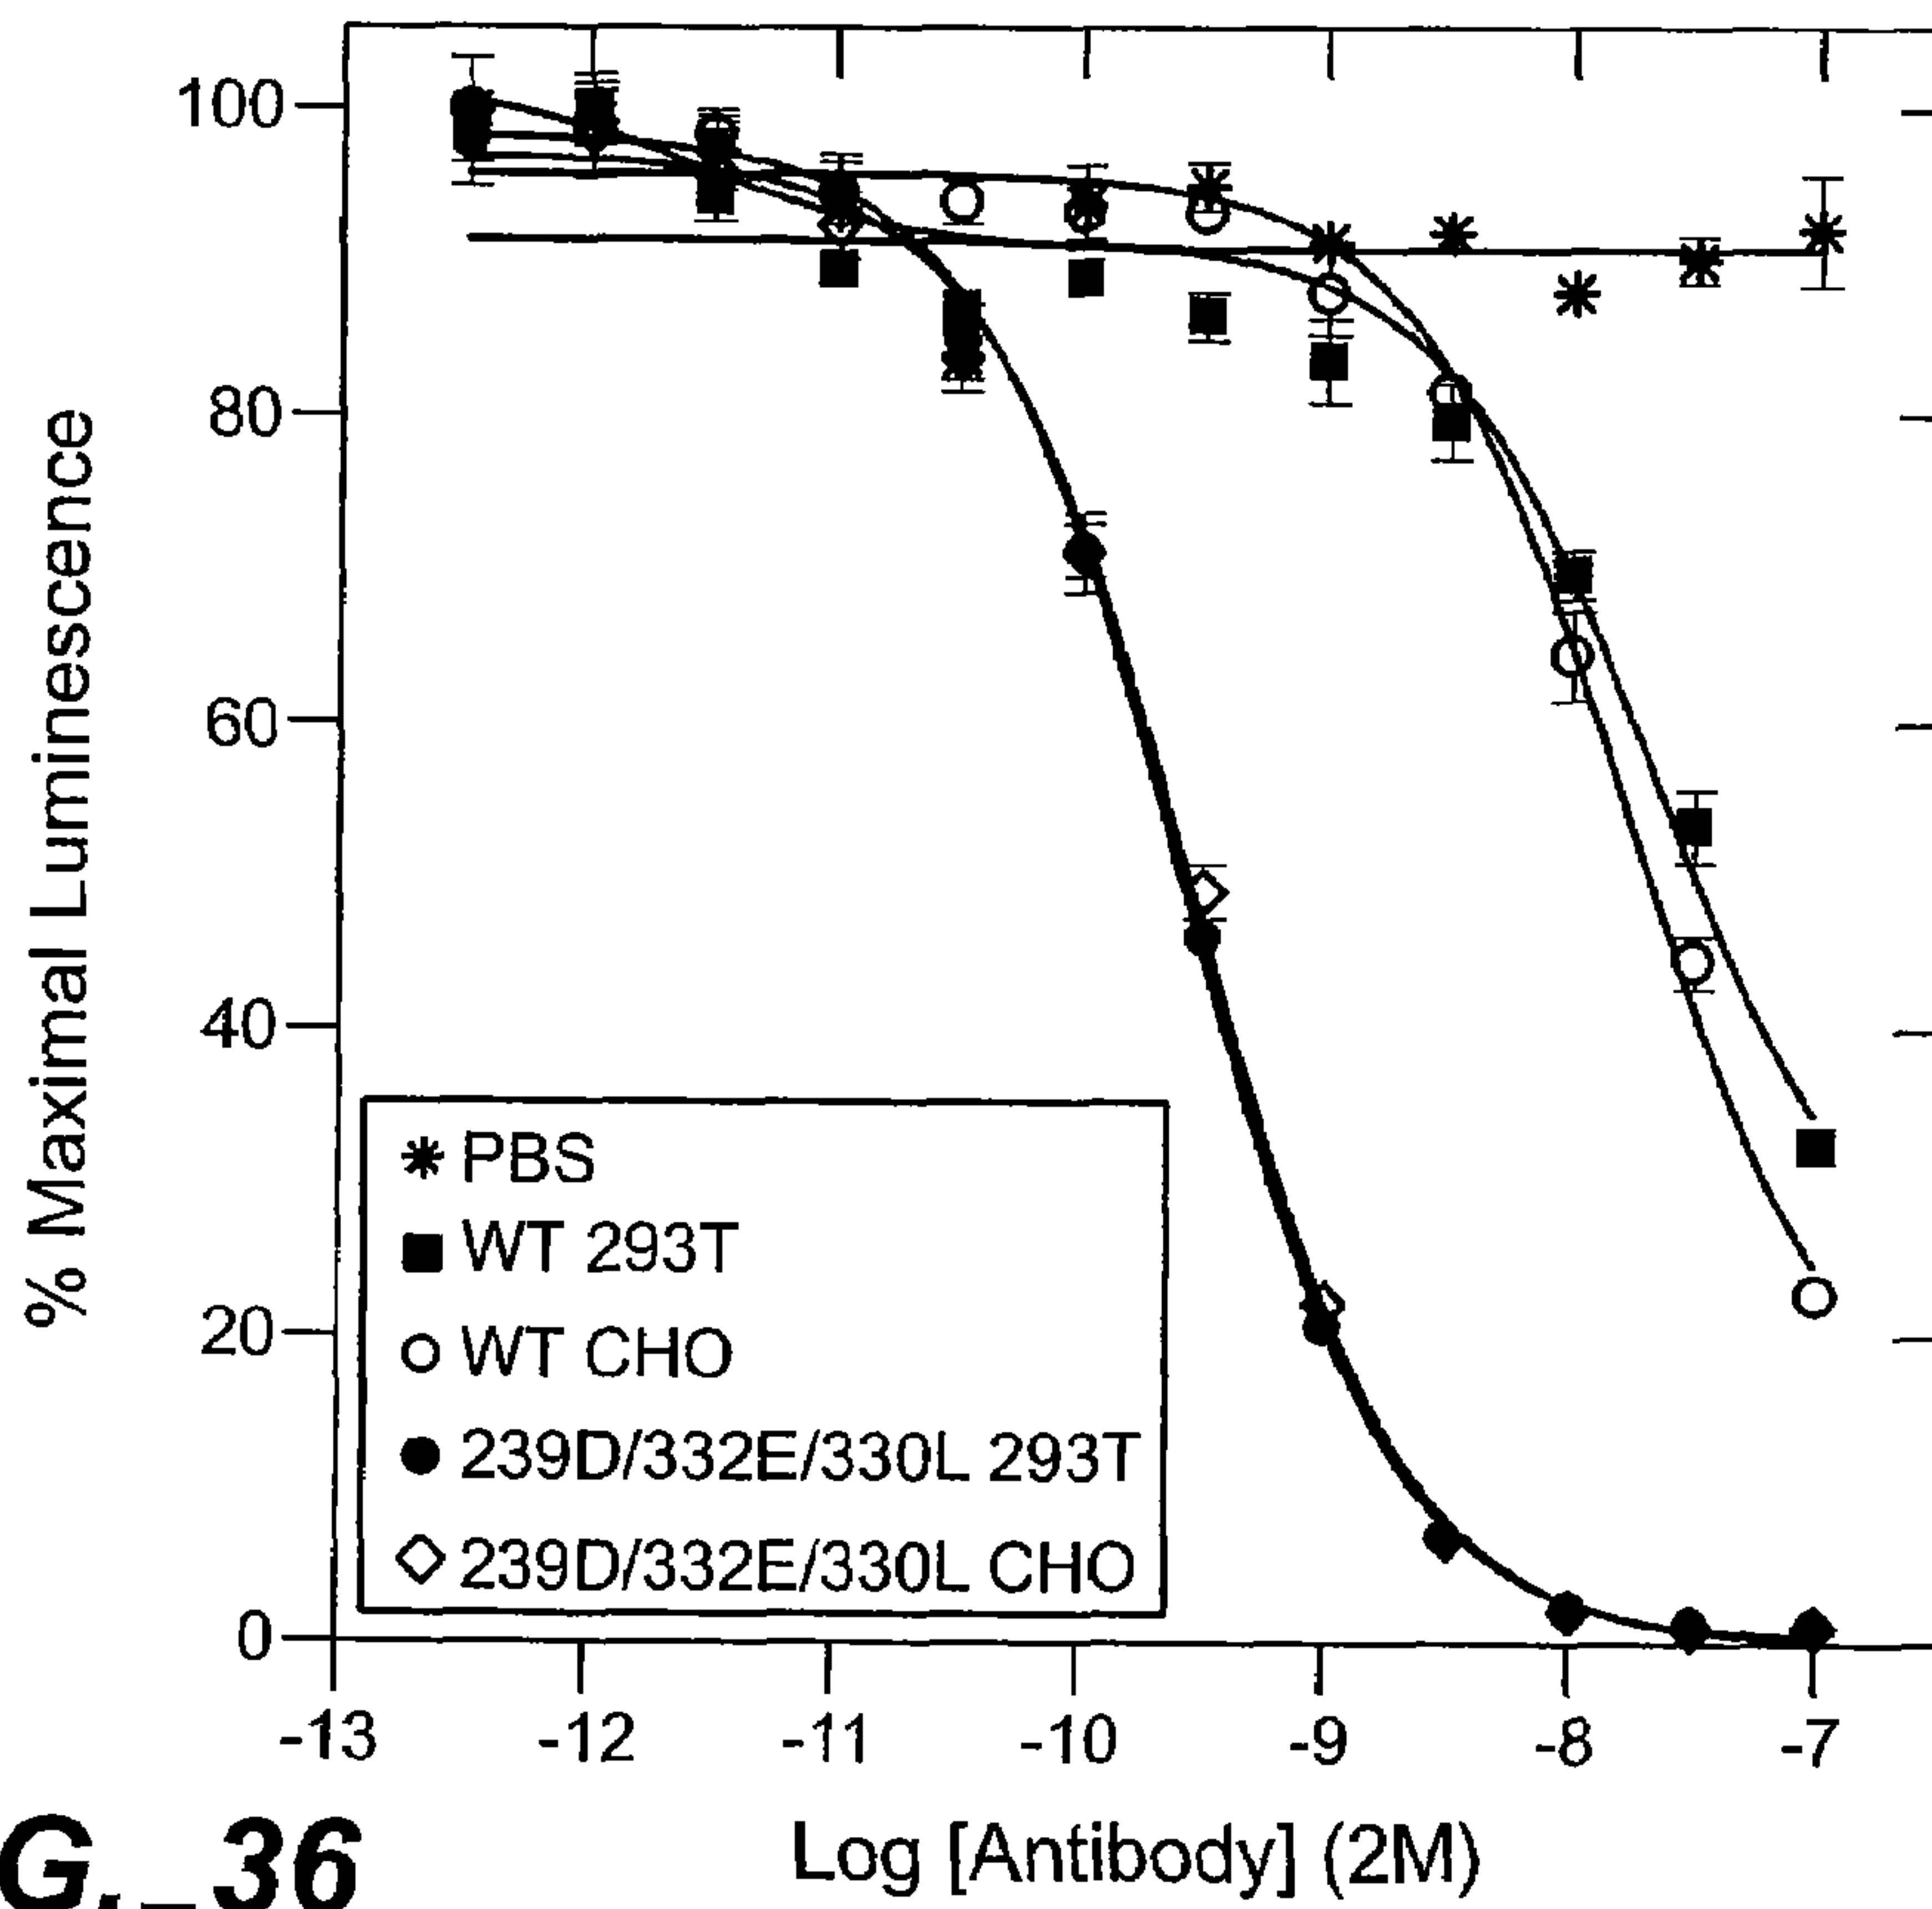 100
80
60
40
20
0
% Maximal Luminescence
PBS
WT 293T
WT CHO
239D/332E/330L 293T
239D/332E/330L CHO
-13 -12 -11 -10 -9 -8 -7
Log [Antibody] (2M)
G._36